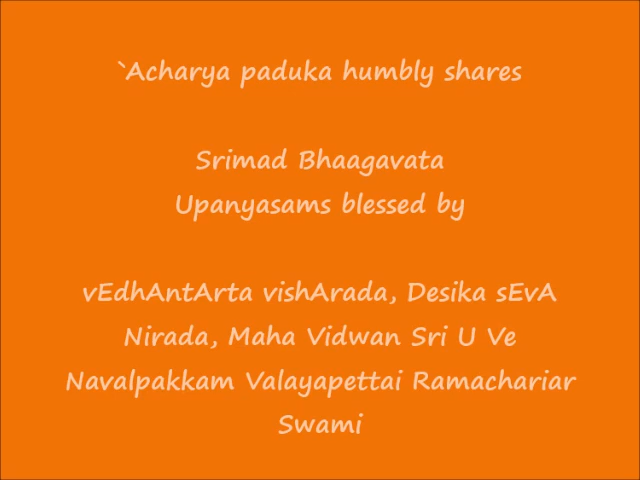 `Acharya paduka humbly shares
Srimad Bhaagavata
Upanyasams blessed by
vEdhAntArta vishArada, Desika sEvA
Nirada, Maha Vidwan Sri U Ve
Navalpakkam Valayapettai Ramachariar
Swami